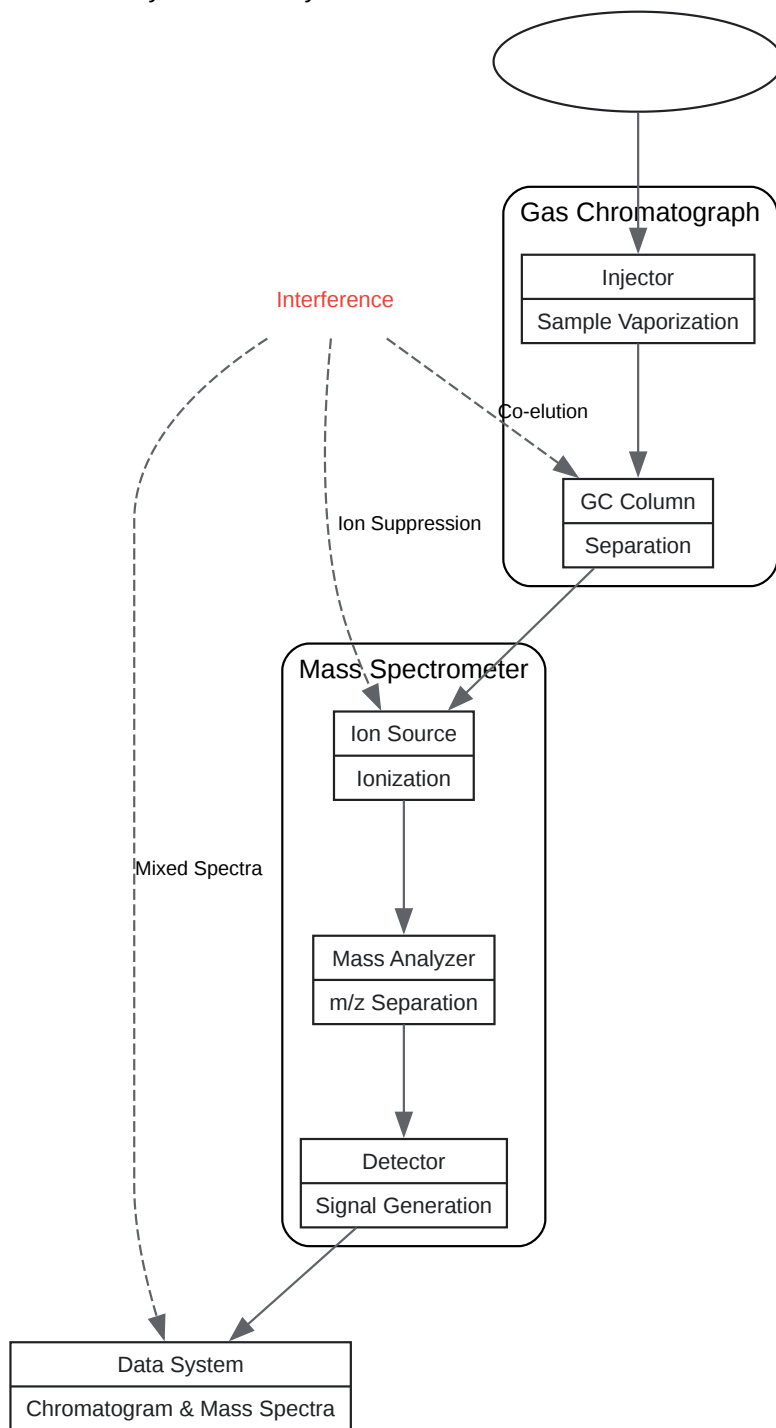 Gas Chromatograph
Injector
Sample Vaporization
Interference
Co-elution
GC Column
Separation
Ion Suppression
Mass Spectrometer
Ion Source
Ionization
Mixed Spectra
Mass Analyzer
m/z Separation
Detector
Signal Generation
Data System
Chromatogram & Mass Spectra